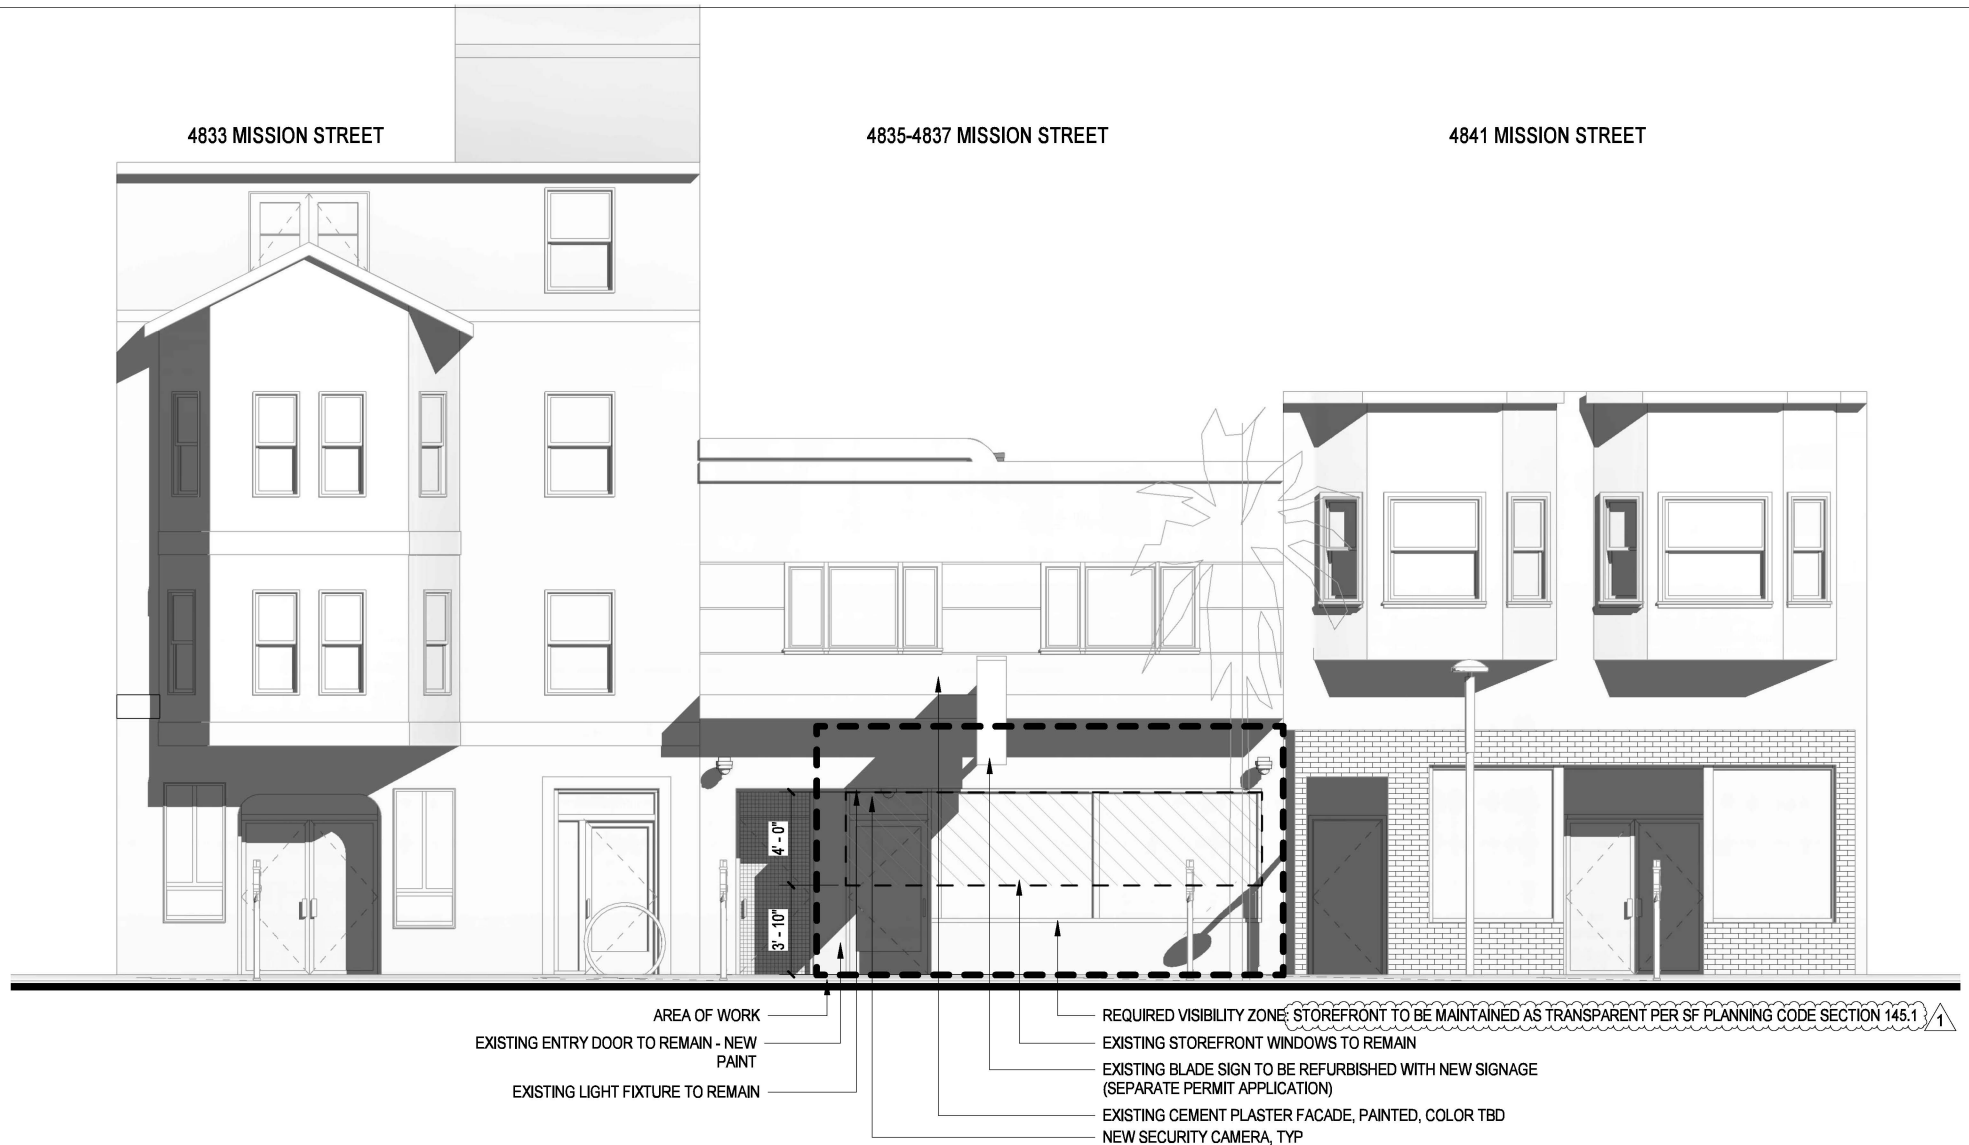 4833 MISSION STREET
4835-4837 MISSION STREET
4841 MISSION STREET
4' - 0"
3' - 10"
AREA OF WORK
EXISTING ENTRY DOOR TO REMAIN - NEW
PAINT
EXISTING LIGHT FIXTURE TO REMAIN
REQUIRED VISIBILITY ZONE: STOREFRONT TO BE MAINTAINED AS TRANSPARENT PER SF PLANNING CODE SECTION 145.1
1
EXISTING STOREFRONT WINDOWS TO REMAIN
EXISTING BLADE SIGN TO BE REFURBISHED WITH NEW SIGNAGE
(SEPARATE PERMIT APPLICATION)
EXISTING CEMENT PLASTER FACADE, PAINTED, COLOR TBD
NEW SECURITY CAMERA, TYP